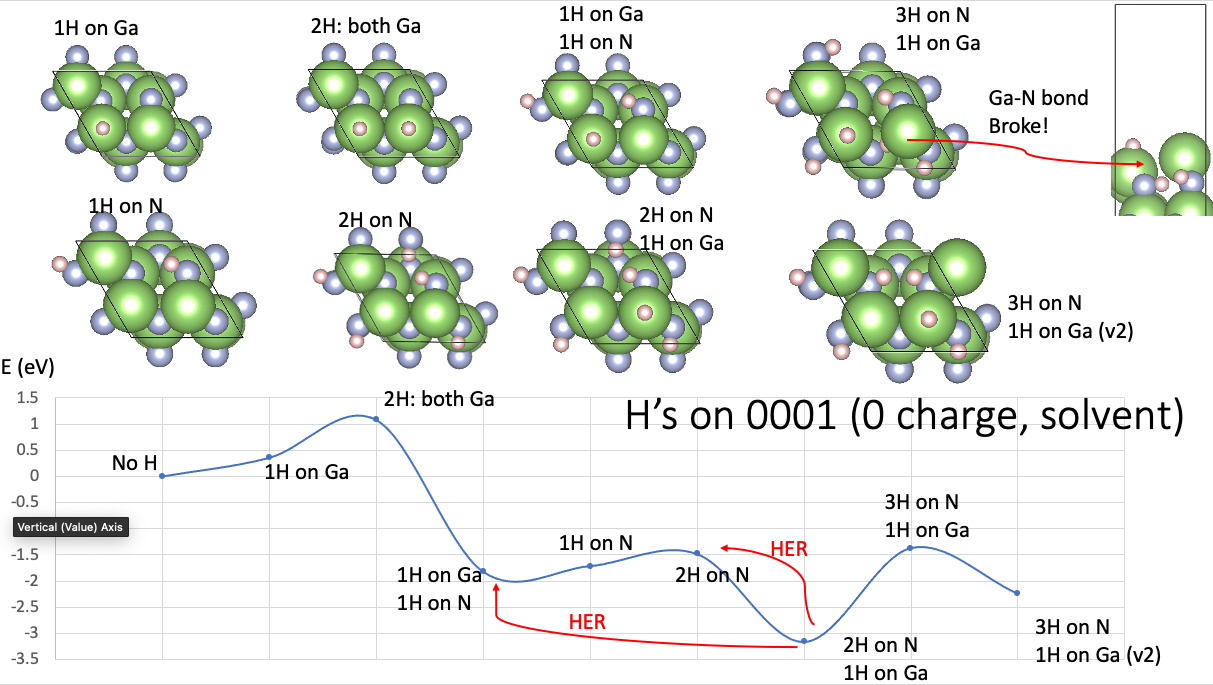 1H on Ga
2H: both Ga
1H on Ga
1H on N
3H on N
1H on Ga
Ga-N bond
Broke!
1H on N
2H on N
2H on N
1H on Ga
3H on N
1H on Ga (v2)
E (eV)
H's on 0001 (0 charge, solvent)
1.5
1
0.5
0
-0.5
-1.5
-2
-2.5
-3
-3.5
Vertical (Value) Axis
No H
1H on Ga
2H: both Ga
1H on Ga
1H on N
1H on N
2H on N
HER
HER
2H on N
1H on Ga
3H on N
1H on Ga
3H on N
1H on Ga (v2)